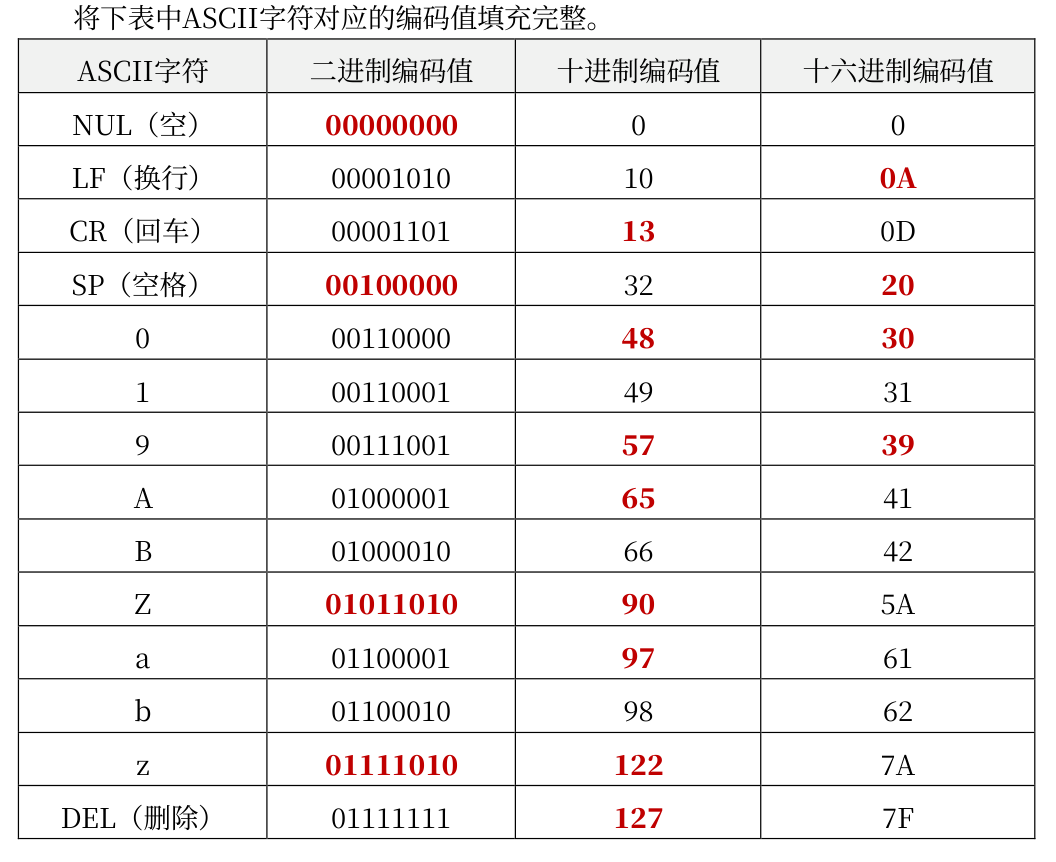 将下表中ASCII字符对应的编码值填充完整。
ASCII字符 二进制编码值 十进制编码值 十六进制编码值
NUL（空） 00000000 0 0
LF（换行） 00001010 10 0A
CR（回车） 00001101 13 0D
SP（空格） 00100000 32 20
0 00110000 48 30
1 00110001 49 31
9 00111001 57 39
A 01000001 65 41
B 01000010 66 42
Z 01011010 90 5A
a 01100001 97 61
b 01100010 98 62
z 01111010 122 7A
DEL（删除） 01111111 127 7F